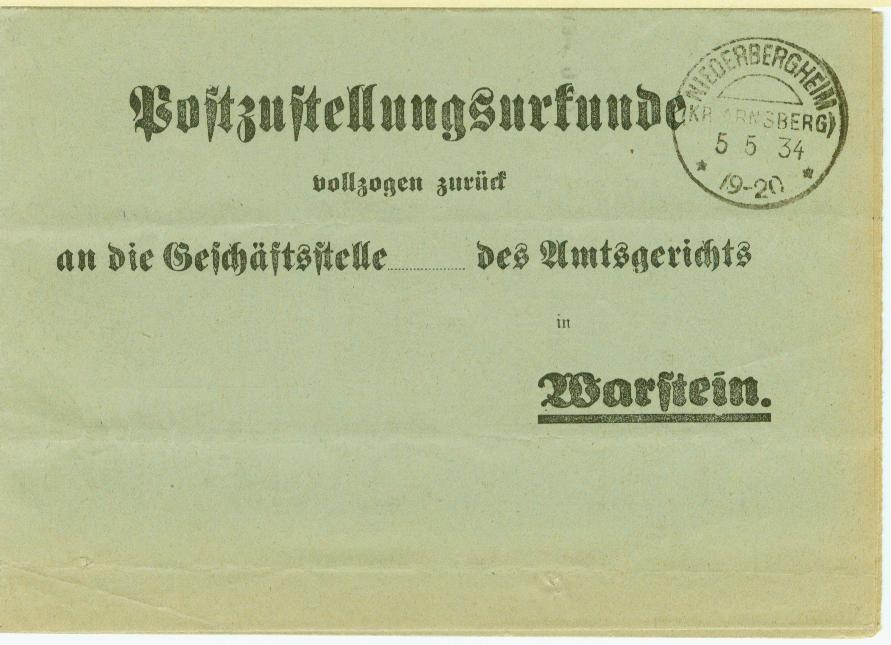 Postzustellungsurkunde
vollzogen zurück
an die Geschäftsstelle .............. des Amtsgerichts
in
Warstein.
NIEDERBERGHEIM
(KR. ARNSBERG)
5 5 34
* 19-20 *